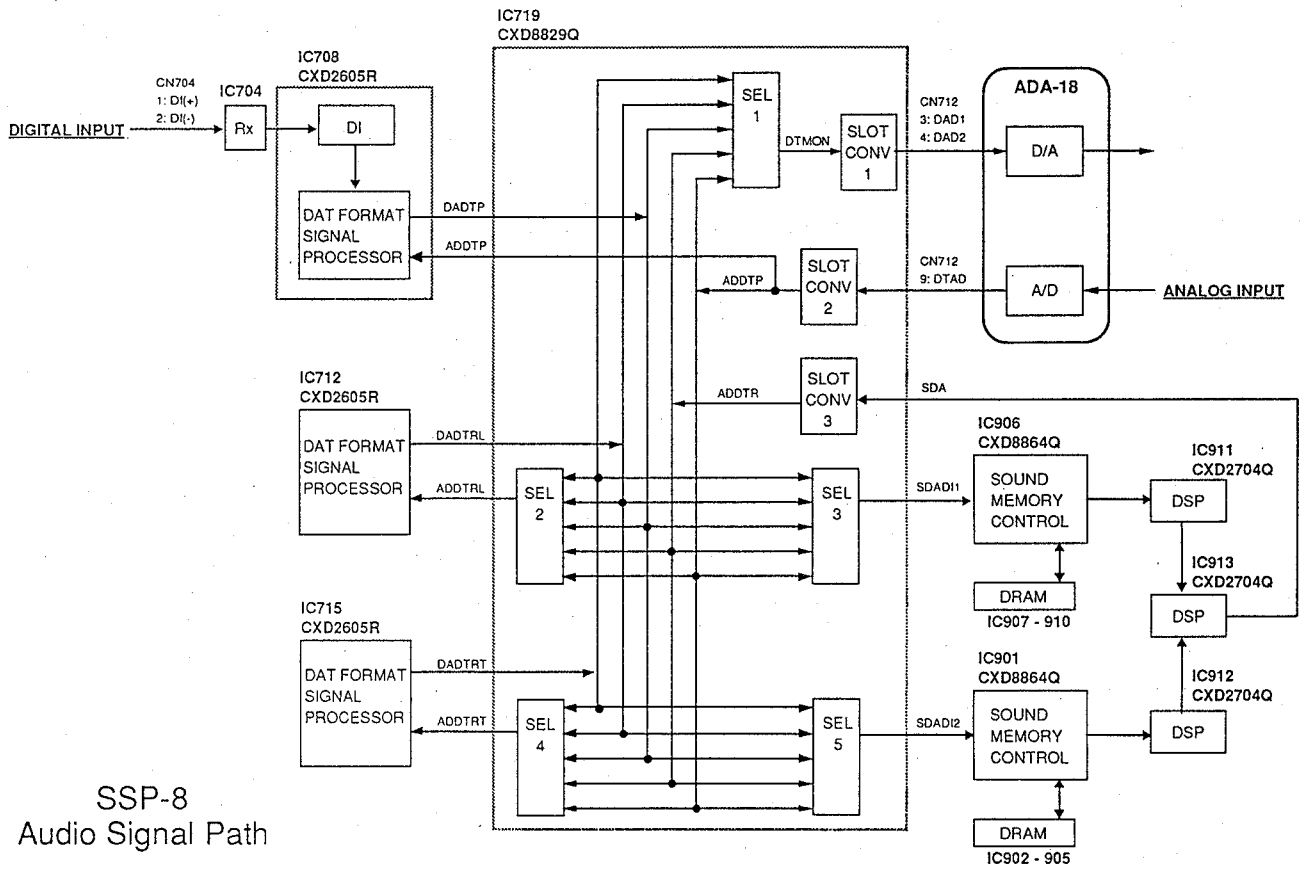 IC719
CXD8829Q
IC708
CXD2605R
CN704
1: DI(+)
2: DI(-)
IC704
DIGITAL INPUT
Rx
DI
DAT FORMAT
SIGNAL
PROCESSOR
DADTP
ADDTP
SEL
1
DTMON
SLOT
CONV
1
CN712
3: DAD1
4: DAD2
ADA-18
D/A
ADDTP
SLOT
CONV
2
CN712
9: DTAD
A/D
ANALOG INPUT
ADDTR
SLOT
CONV
3
SDA
IC712
CXD2605R
DAT FORMAT
SIGNAL
PROCESSOR
DADTRL
ADDTRL
SEL
2
SEL
3
SDADI1
IC906
CXD8864Q
SOUND
MEMORY
CONTROL
DRAM
IC907 - 910
IC911
CXD2704Q
DSP
IC913
CXD2704Q
DSP
IC715
CXD2605R
DAT FORMAT
SIGNAL
PROCESSOR
DADTRT
ADDTRT
SEL
4
SEL
5
SDADI2
IC901
CXD8864Q
SOUND
MEMORY
CONTROL
DRAM
IC902 - 905
IC912
CXD2704Q
DSP
SSP-8
Audio Signal Path